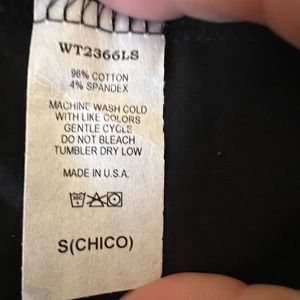 WT2366LS
96% COTTON
4% SPANDEX
MACHINE WASH COLD
WITH LIKE COLORS
GENTLE CYCLE
DO NOT BLEACH
TUMBLER DRY LOW
MADE IN U.S.A.
S(CHICO)